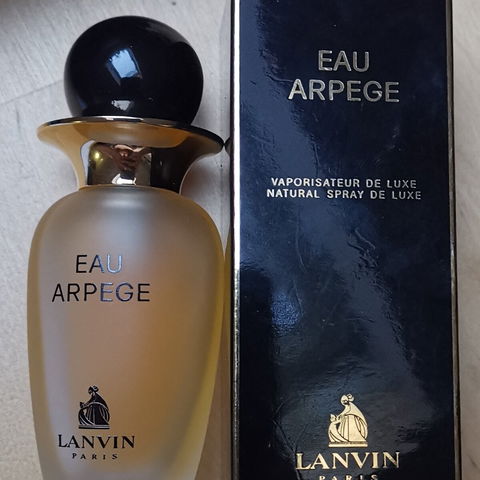 EAU
ARPEGE
LANVIN
PARIS
EAU
ARPEGE
VAPORISATEUR DE LUXE
NATURAL SPRAY DE LUXE
LANVIN
PARIS